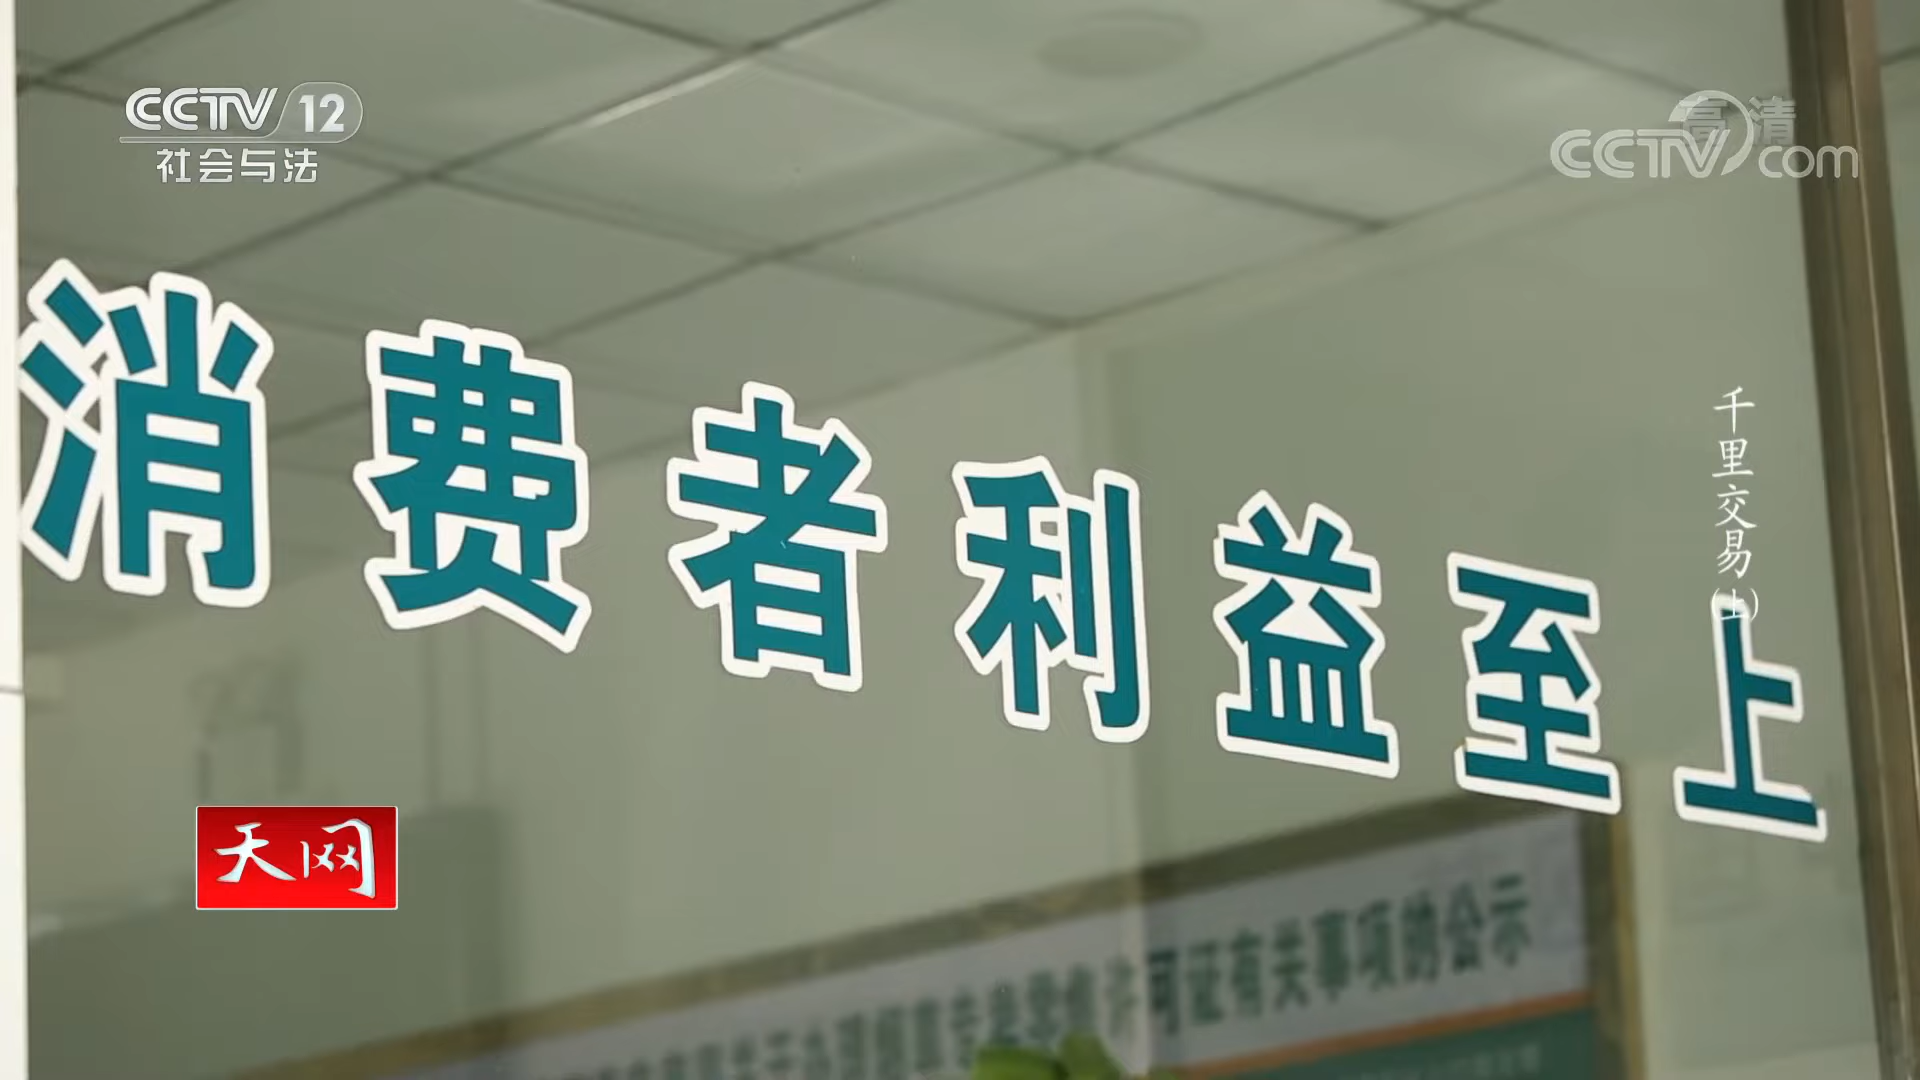 CCTV 12
社会与法
高清
CCTV.com
消费者利益至上
千里交易(上)
天网
可证有关事项的公示